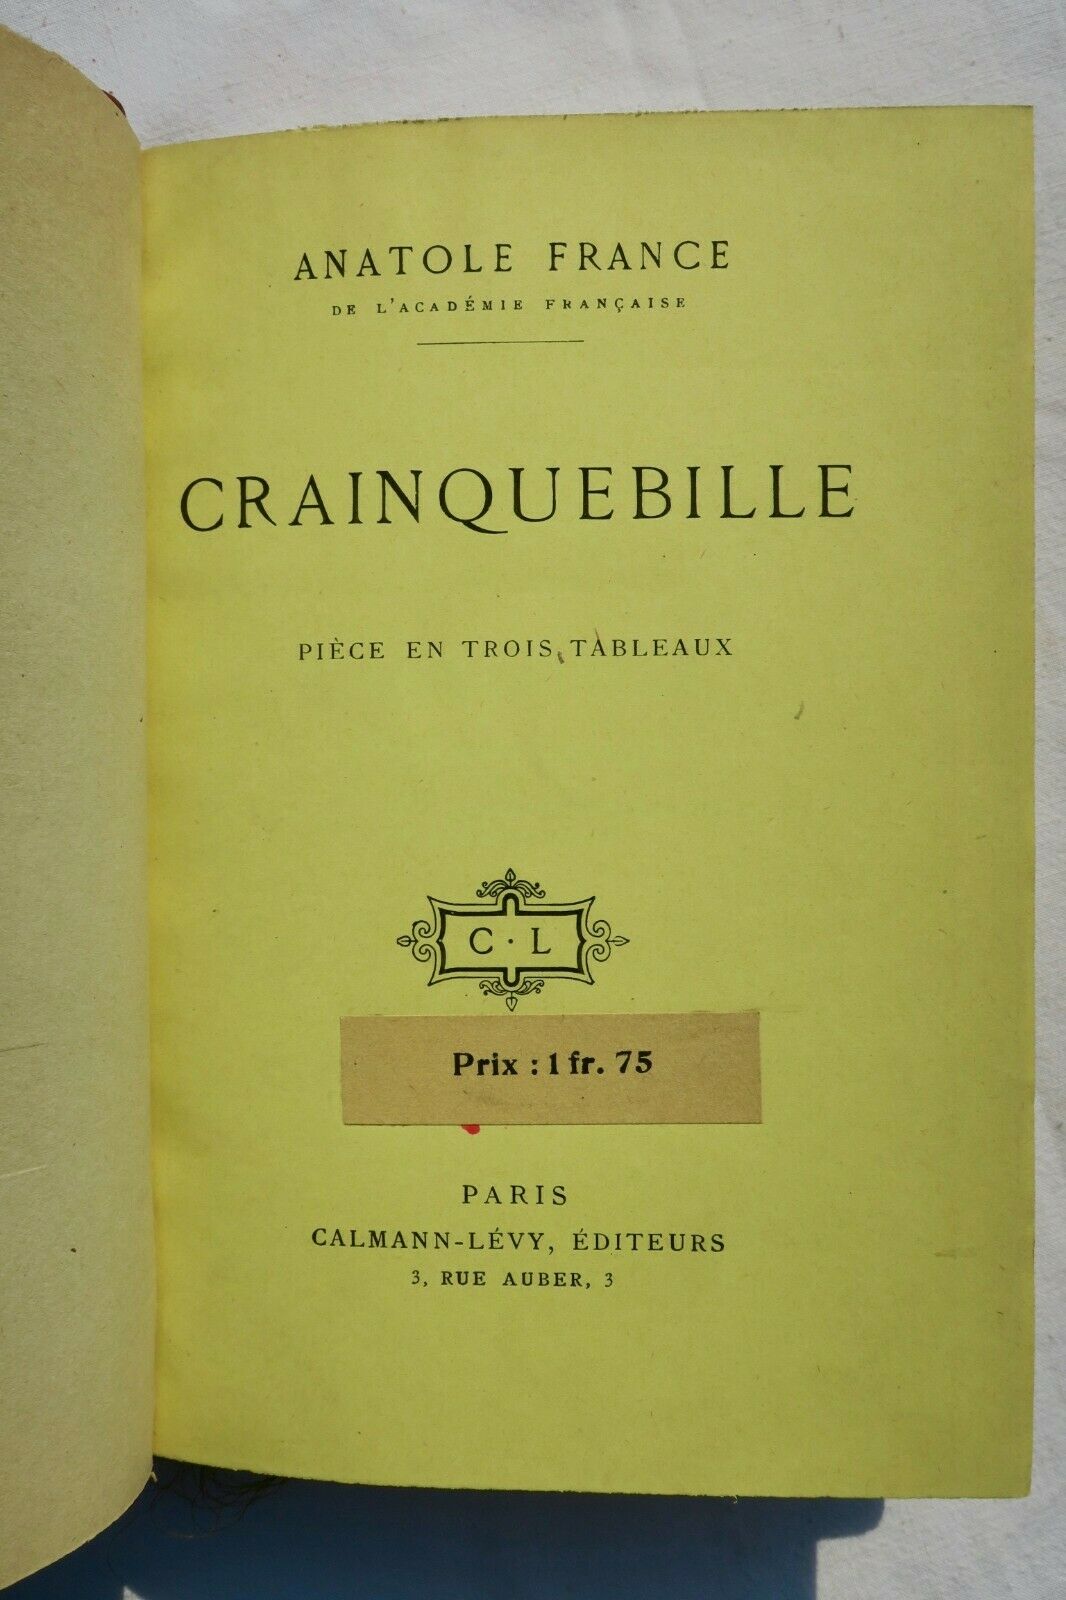 ANATOLE FRANCE
DE L'ACADÉMIE FRANÇAISE
CRAINQUEBILLE
PIÈCE EN TROIS TABLEAUX
C · L
Prix : 1 fr. 75
PARIS
CALMANN-LÉVY, ÉDITEURS
3, RUE AUBER, 3